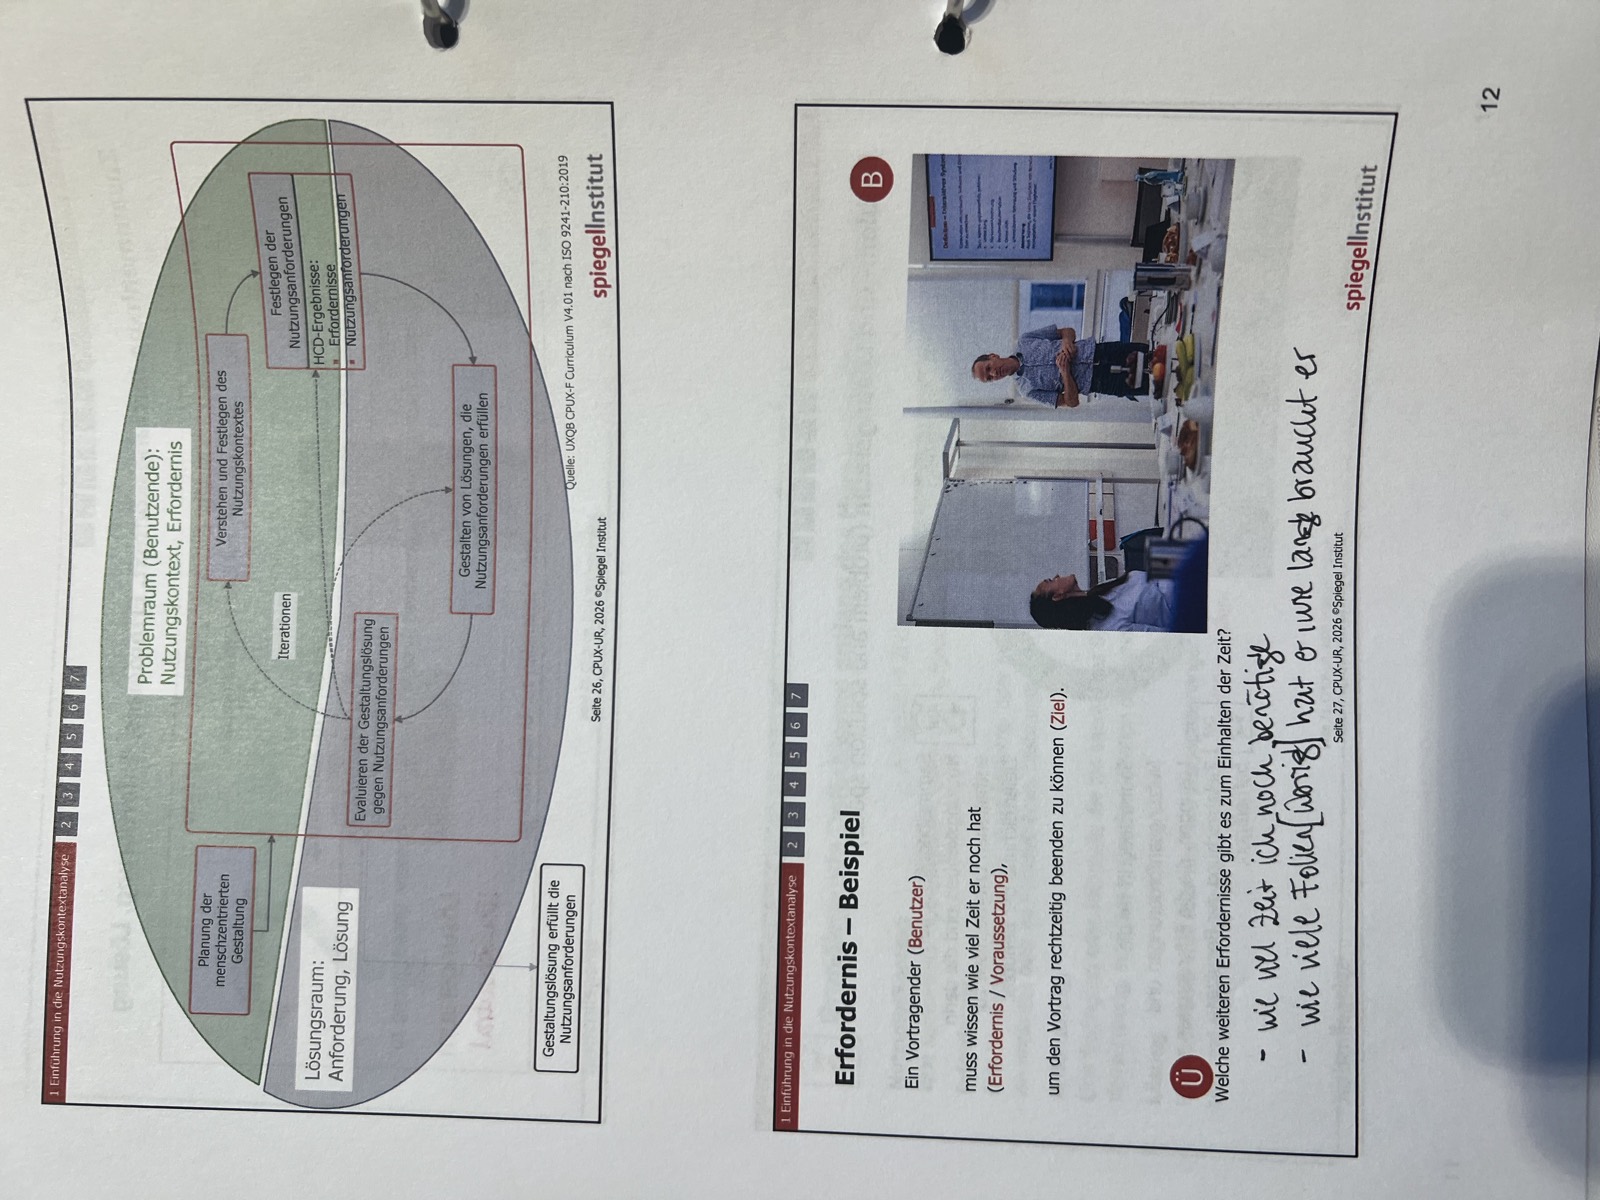 1 Einführung in die Nutzungskontextanalyse 2 3 4 5 6 7
Problemraum (Benutzende):
Nutzungskontext, Erfordernis
Planung der
menschzentrierten
Gestaltung
Verstehen und Festlegen des
Nutzungskontextes
Iterationen
Festlegen der
Nutzungsanforderungen
HCD-Ergebnisse:
▪ Erfordernisse
▪ Nutzungsanforderungen
Lösungsraum:
Anforderung, Lösung
Evaluieren der Gestaltungslösung
gegen Nutzungsanforderungen
Gestalten von Lösungen, die
Nutzungsanforderungen erfüllen
Gestaltungslösung erfüllt die
Nutzungsanforderungen
Quelle: UXQB CPUX-F Curriculum V4.01 nach ISO 9241-210:2019
Seite 26, CPUX-UR, 2026 ©Spiegel Institut
spiegelInstitut
1 Einführung in die Nutzungskontextanalyse 2 3 4 5 6 7
Erfordernis – Beispiel
B
Ein Vortragender (Benutzer)
muss wissen wie viel Zeit er noch hat
(Erfordernis / Voraussetzung),
um den Vortrag rechtzeitig beenden zu können (Ziel).
Ü
Welche weiteren Erfordernisse gibt es zum Einhalten der Zeit?
- wie viel Zeit ich noch benötige
- wie viele Folien [übrig] hat er wie lange braucht er
Seite 27, CPUX-UR, 2026 ©Spiegel Institut
spiegelInstitut
12